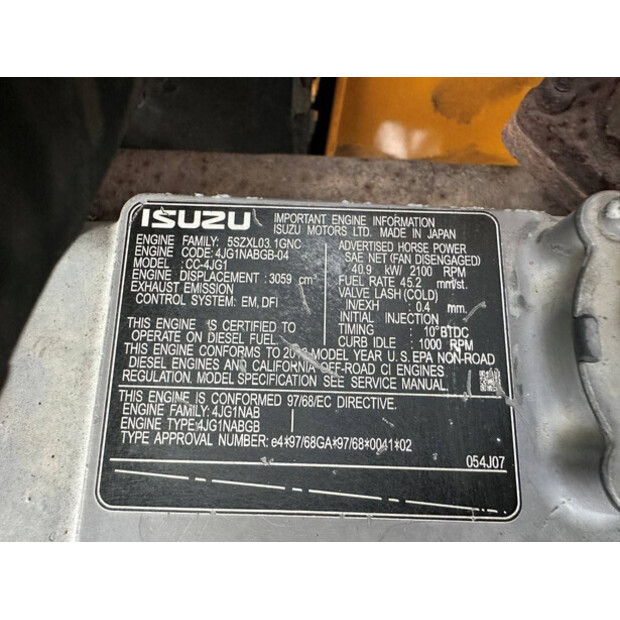 ISUZU
IMPORTANT ENGINE INFORMATION
ISUZU MOTORS LTD. MADE IN JAPAN
ENGINE FAMILY: 5SZXL03.1GNC
ENGINE CODE: 4JG1NABGB-04
MODEL: CC-4JG1
ENGINE DISPLACEMENT: 3059 cm³
EXHAUST EMISSION
CONTROL SYSTEM: EM, DFI
ADVERTISED HORSE POWER
SAE NET (FAN DISENGAGED)
40.9 kW/ 2100 RPM
FUEL RATE 45.2 mm³/st.
VALVE LASH (COLD)
IN/EXH : 0.4 mm
INITIAL INJECTION
TIMING 10°BTDC
CURB IDLE : 1000 RPM
THIS ENGINE IS CERTIFIED TO
OPERATE ON DIESEL FUEL.
THIS ENGINE CONFORMS TO MODEL YEAR U.S. EPA NON-ROAD
DIESEL ENGINES AND CALIFORNIA OFF-ROAD CI ENGINES
REGULATION. MODEL SPECIFICATION SEE SERVICE MANUAL.
THIS ENGINE IS CONFORMED 97/68/EC DIRECTIVE.
ENGINE FAMILY: 4JG1NAB
ENGINE TYPE: 4JG1NABGB
TYPE APPROVAL NUMBER: e4*97/68GA*97/68*0041*02
054J07